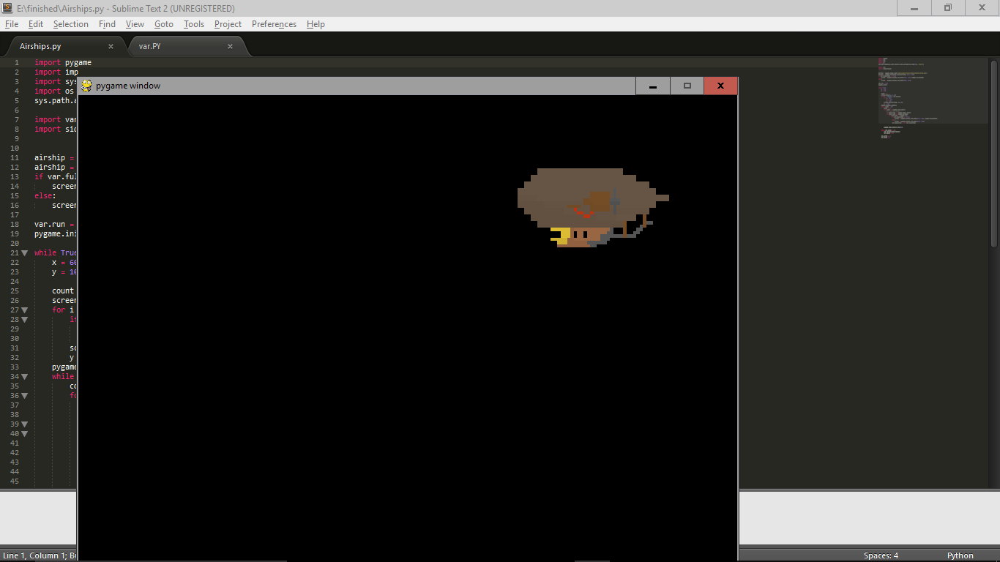 E:\finished\Airships.py - Sublime Text 2 (UNREGISTERED)
File Edit Selection Find View Goto Tools Project Preferences Help
Airships.py
var.PY
1 import pygame
2 import imp
3 import sys
4 import os
5 sys.path.a
6
7 import var
8 import sid
9
10
11 airship =
12 airship =
13 if var.ful
14 screen
15 else:
16 screen
17
18 var.run =
19 pygame.ini
20
21 while True
22 x = 60
23 y = 10
24
25 count
26 screen
27 for i
28 if
29
30
31 sc
32 y
33 pygame
34 while
35 co
36 fo
37
38
39
40
41
42
43
44
45
pygame window
Line 1, Column 1; Bu
Spaces: 4
Python